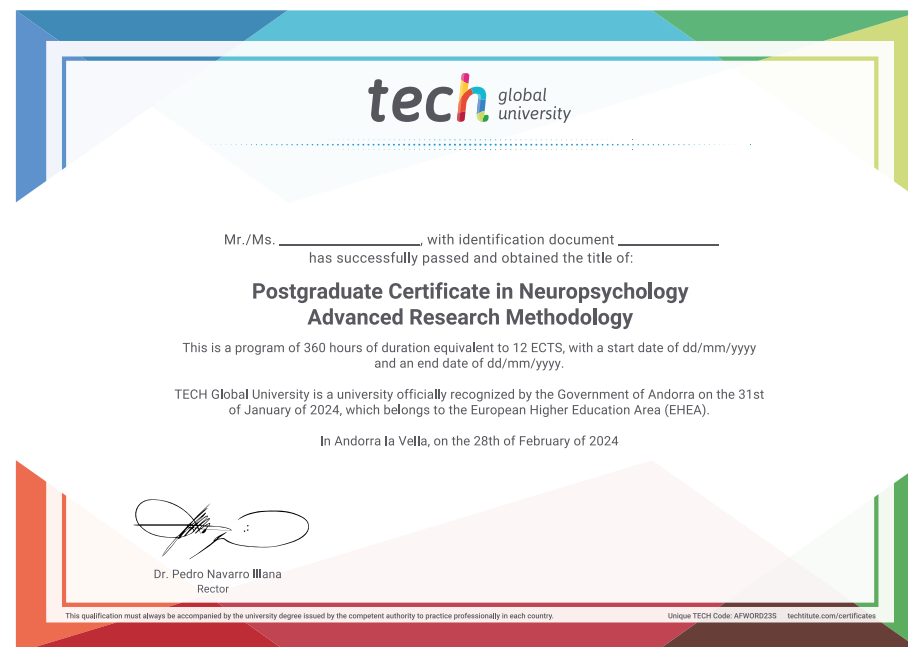 tech global university
Mr./Ms. ____________________, with identification document ______________
has successfully passed and obtained the title of:
Postgraduate Certificate in Neuropsychology
Advanced Research Methodology
This is a program of 360 hours of duration equivalent to 12 ECTS, with a start date of dd/mm/yyyy
and an end date of dd/mm/yyyy.
TECH Global University is a university officially recognized by the Government of Andorra on the 31st
of January of 2024, which belongs to the European Higher Education Area (EHEA).
In Andorra la Vella, on the 28th of February of 2024
Dr. Pedro Navarro Illana
Rector
This qualification must always be accompanied by the university degree issued by the competent authority to practice professionally in each country.
Unique TECH Code: AFWORD23S techtitute.com/certificates